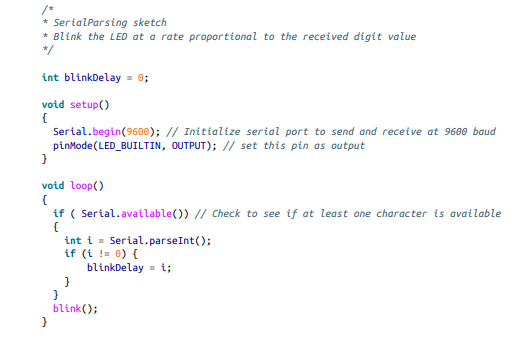 /*
* SerialParsing sketch
* Blink the LED at a rate proportional to the received digit value
*/
int blinkDelay = 0;
void setup()
{
Serial.begin(9600); // Initialize serial port to send and receive at 9600 baud
pinMode(LED_BUILTIN, OUTPUT); // set this pin as output
}
void loop()
{
if ( Serial.available()) // Check to see if at least one character is available
{
int i = Serial.parseInt();
if (i != 0) {
blinkDelay = i;
}
}
blink();
}